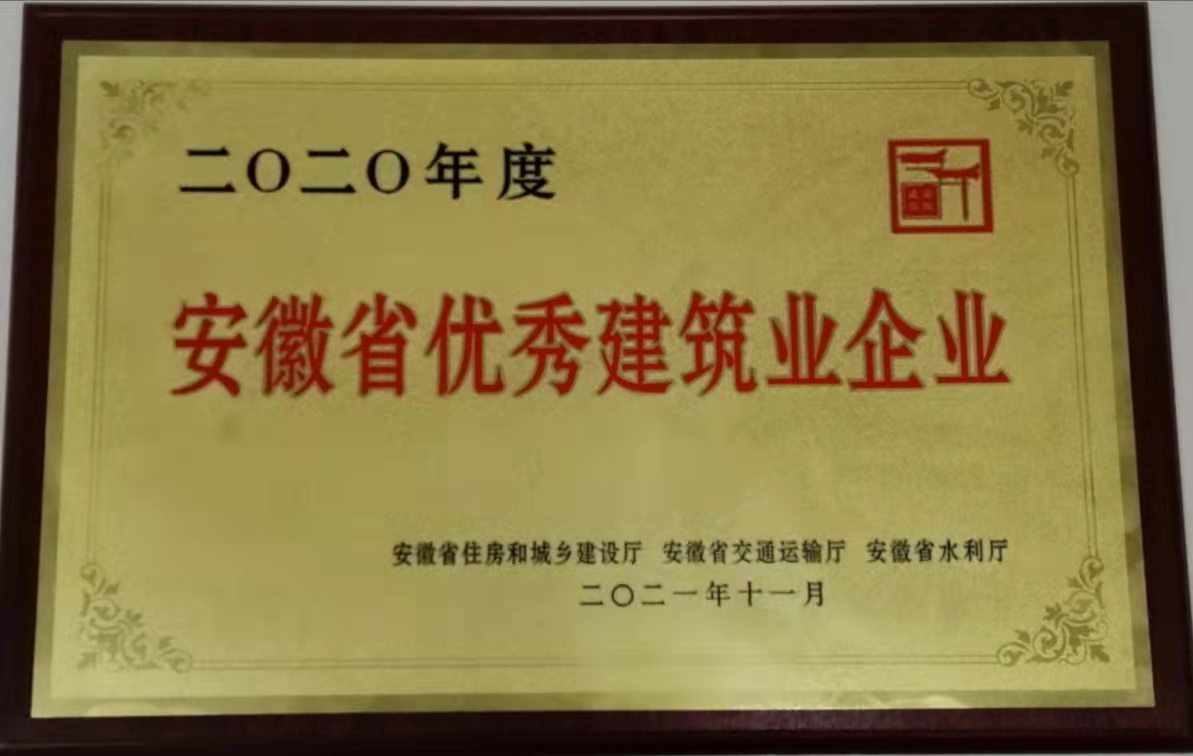 二〇二〇年度
安徽省优秀建筑业企业
安徽省住房和城乡建设厅 安徽省交通运输厅 安徽省水利厅
二〇二一年十一月